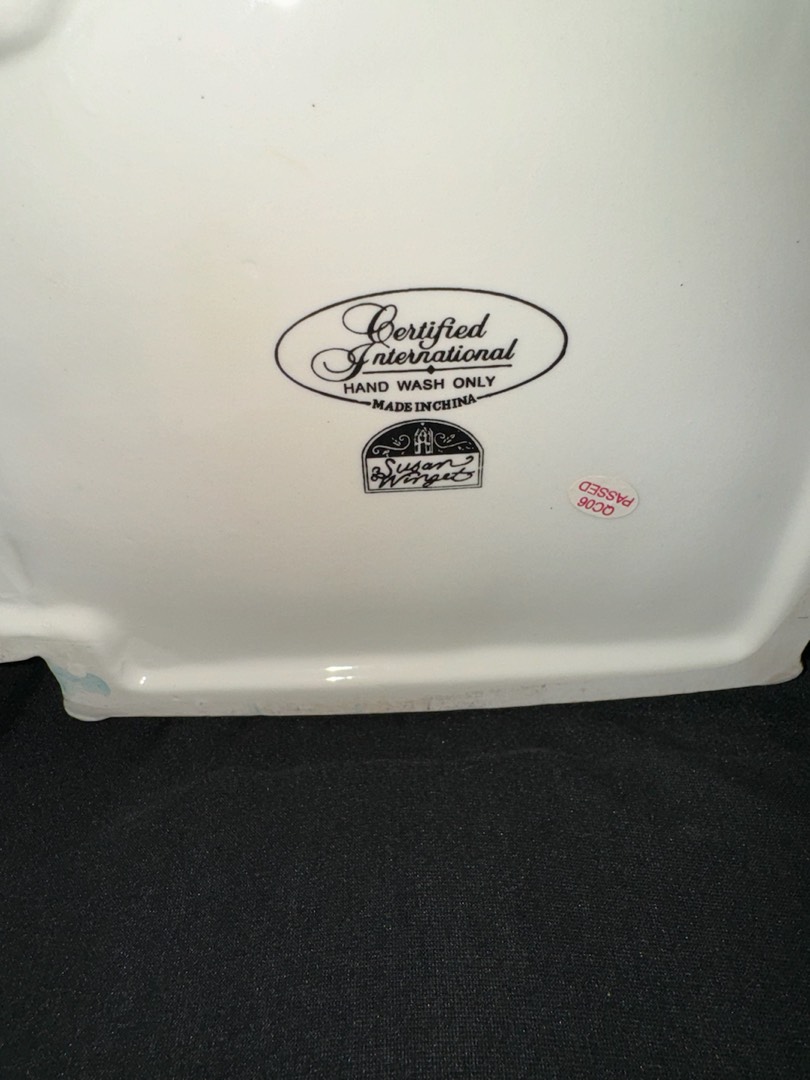 Certified
International
HAND WASH ONLY
MADE IN CHINA
Susan
Winget
QC06
PASSED